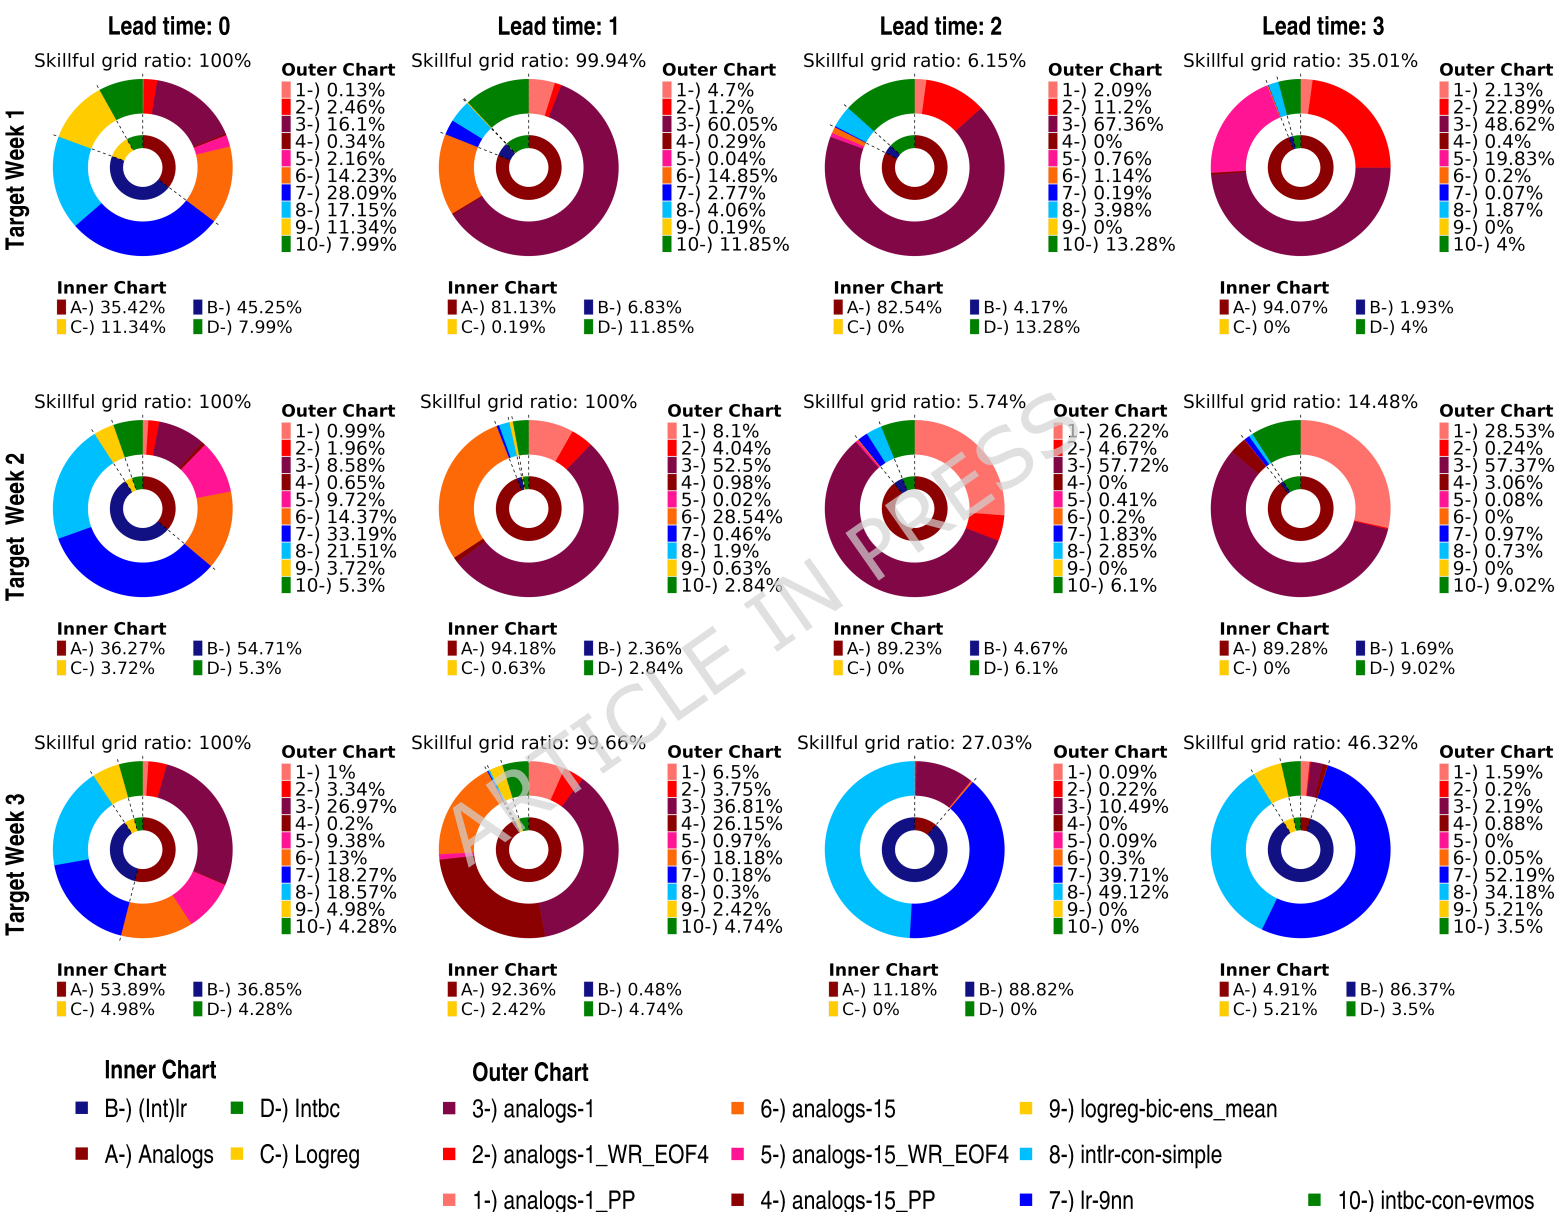 Lead time: 0
Lead time: 1
Lead time: 2
Lead time: 3
Target Week 1
Skillful grid ratio: 100%
Outer Chart
1-) 0.13%
2-) 2.46%
3-) 16.1%
4-) 0.34%
5-) 2.16%
6-) 14.23%
7-) 28.09%
8-) 17.15%
9-) 11.34%
10-) 7.99%
Inner Chart
A-) 35.42% B-) 45.25%
C-) 11.34% D-) 7.99%
Skillful grid ratio: 99.94%
Outer Chart
1-) 4.7%
2-) 1.2%
3-) 60.05%
4-) 0.29%
5-) 0.04%
6-) 14.85%
7-) 2.77%
8-) 4.06%
9-) 0.19%
10-) 11.85%
Inner Chart
A-) 81.13% B-) 6.83%
C-) 0.19% D-) 11.85%
Skillful grid ratio: 6.15%
Outer Chart
1-) 2.09%
2-) 11.2%
3-) 67.36%
4-) 0%
5-) 0.76%
6-) 1.14%
7-) 0.19%
8-) 3.98%
9-) 0%
10-) 13.28%
Inner Chart
A-) 82.54% B-) 4.17%
C-) 0% D-) 13.28%
Skillful grid ratio: 35.01%
Outer Chart
1-) 2.13%
2-) 22.89%
3-) 48.62%
4-) 0.4%
5-) 19.83%
6-) 0.2%
7-) 0.07%
8-) 1.87%
9-) 0%
10-) 4%
Inner Chart
A-) 94.07% B-) 1.93%
C-) 0% D-) 4%
Target Week 2
Skillful grid ratio: 100%
Outer Chart
1-) 0.99%
2-) 1.96%
3-) 8.58%
4-) 0.65%
5-) 9.72%
6-) 14.37%
7-) 33.19%
8-) 21.51%
9-) 3.72%
10-) 5.3%
Inner Chart
A-) 36.27% B-) 54.71%
C-) 3.72% D-) 5.3%
Skillful grid ratio: 100%
Outer Chart
1-) 8.1%
2-) 4.04%
3-) 52.5%
4-) 0.98%
5-) 0.02%
6-) 28.54%
7-) 0.46%
8-) 1.9%
9-) 0.63%
10-) 2.84%
Inner Chart
A-) 94.18% B-) 2.36%
C-) 0.63% D-) 2.84%
Skillful grid ratio: 5.74%
Outer Chart
1-) 26.22%
2-) 4.67%
3-) 57.72%
4-) 0%
5-) 0.41%
6-) 0.2%
7-) 1.83%
8-) 2.85%
9-) 0%
10-) 6.1%
Inner Chart
A-) 89.23% B-) 4.67%
C-) 0% D-) 6.1%
Skillful grid ratio: 14.48%
Outer Chart
1-) 28.53%
2-) 0.24%
3-) 57.37%
4-) 3.06%
5-) 0.08%
6-) 0%
7-) 0.97%
8-) 0.73%
9-) 0%
10-) 9.02%
Inner Chart
A-) 89.28% B-) 1.69%
C-) 0% D-) 9.02%
ARTICLE IN PRESS
Target Week 3
Skillful grid ratio: 100%
Outer Chart
1-) 1%
2-) 3.34%
3-) 26.97%
4-) 0.2%
5-) 9.38%
6-) 13%
7-) 18.27%
8-) 18.57%
9-) 4.98%
10-) 4.28%
Inner Chart
A-) 53.89% B-) 36.85%
C-) 4.98% D-) 4.28%
Skillful grid ratio: 99.66%
Outer Chart
1-) 6.5%
2-) 3.75%
3-) 36.81%
4-) 26.15%
5-) 0.97%
6-) 18.18%
7-) 0.18%
8-) 0.3%
9-) 2.42%
10-) 4.74%
Inner Chart
A-) 92.36% B-) 0.48%
C-) 2.42% D-) 4.74%
Skillful grid ratio: 27.03%
Outer Chart
1-) 0.09%
2-) 0.22%
3-) 10.49%
4-) 0%
5-) 0.09%
6-) 0.3%
7-) 39.71%
8-) 49.12%
9-) 0%
10-) 0%
Inner Chart
A-) 11.18% B-) 88.82%
C-) 0% D-) 0%
Skillful grid ratio: 46.32%
Outer Chart
1-) 1.59%
2-) 0.2%
3-) 2.19%
4-) 0.88%
5-) 0%
6-) 0.05%
7-) 52.19%
8-) 34.18%
9-) 5.21%
10-) 3.5%
Inner Chart
A-) 4.91% B-) 86.37%
C-) 5.21% D-) 3.5%
Inner Chart
B-) (Int)lr D-) Intbc
A-) Analogs C-) Logreg
Outer Chart
3-) analogs-1 6-) analogs-15 9-) logreg-bic-ens_mean
2-) analogs-1_WR_EOF4 5-) analogs-15_WR_EOF4 8-) intlr-con-simple
1-) analogs-1_PP 4-) analogs-15_PP 7-) lr-9nn 10-) intbc-con-evmos